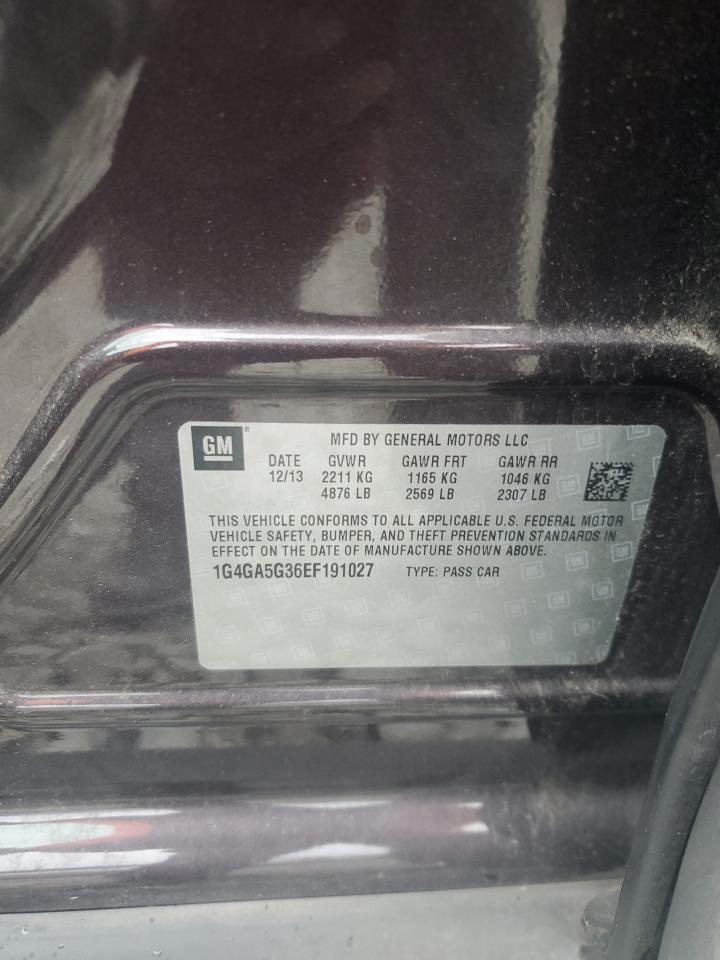 GM
MFD BY GENERAL MOTORS LLC
DATE GVWR GAWR FRT GAWR RR
12/13 2211 KG 1165 KG 1046 KG
4876 LB 2569 LB 2307 LB
THIS VEHICLE CONFORMS TO ALL APPLICABLE U.S. FEDERAL MOTOR
VEHICLE SAFETY, BUMPER, AND THEFT PREVENTION STANDARDS IN
EFFECT ON THE DATE OF MANUFACTURE SHOWN ABOVE.
1G4GA5G36EF191027 TYPE: PASS CAR